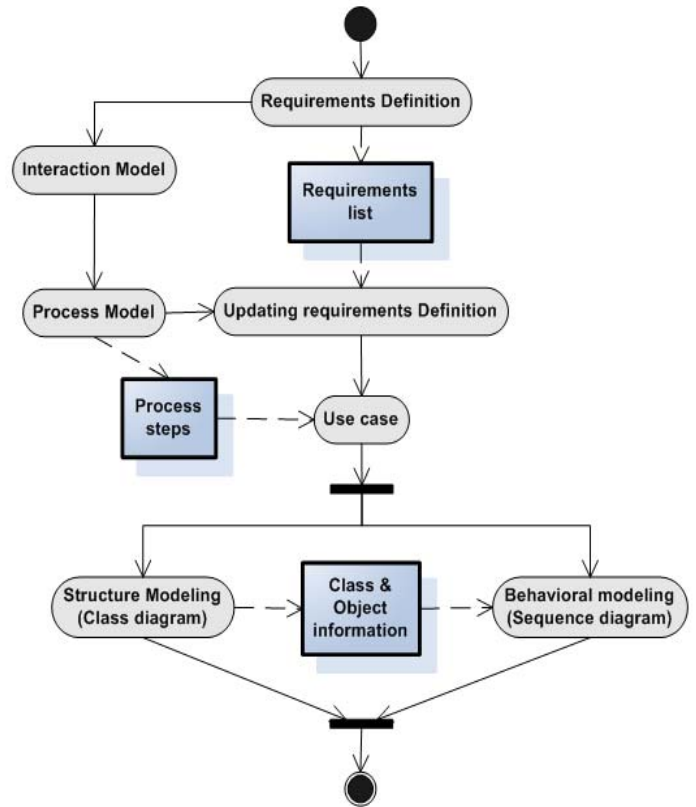 Requirements Definition
Interaction Model
Requirements
list
Process Model
Updating requirements Definition
Process
steps
Use case
Structure Modeling
(Class diagram)
Class &
Object
information
Behavioral modeling
(Sequence diagram)